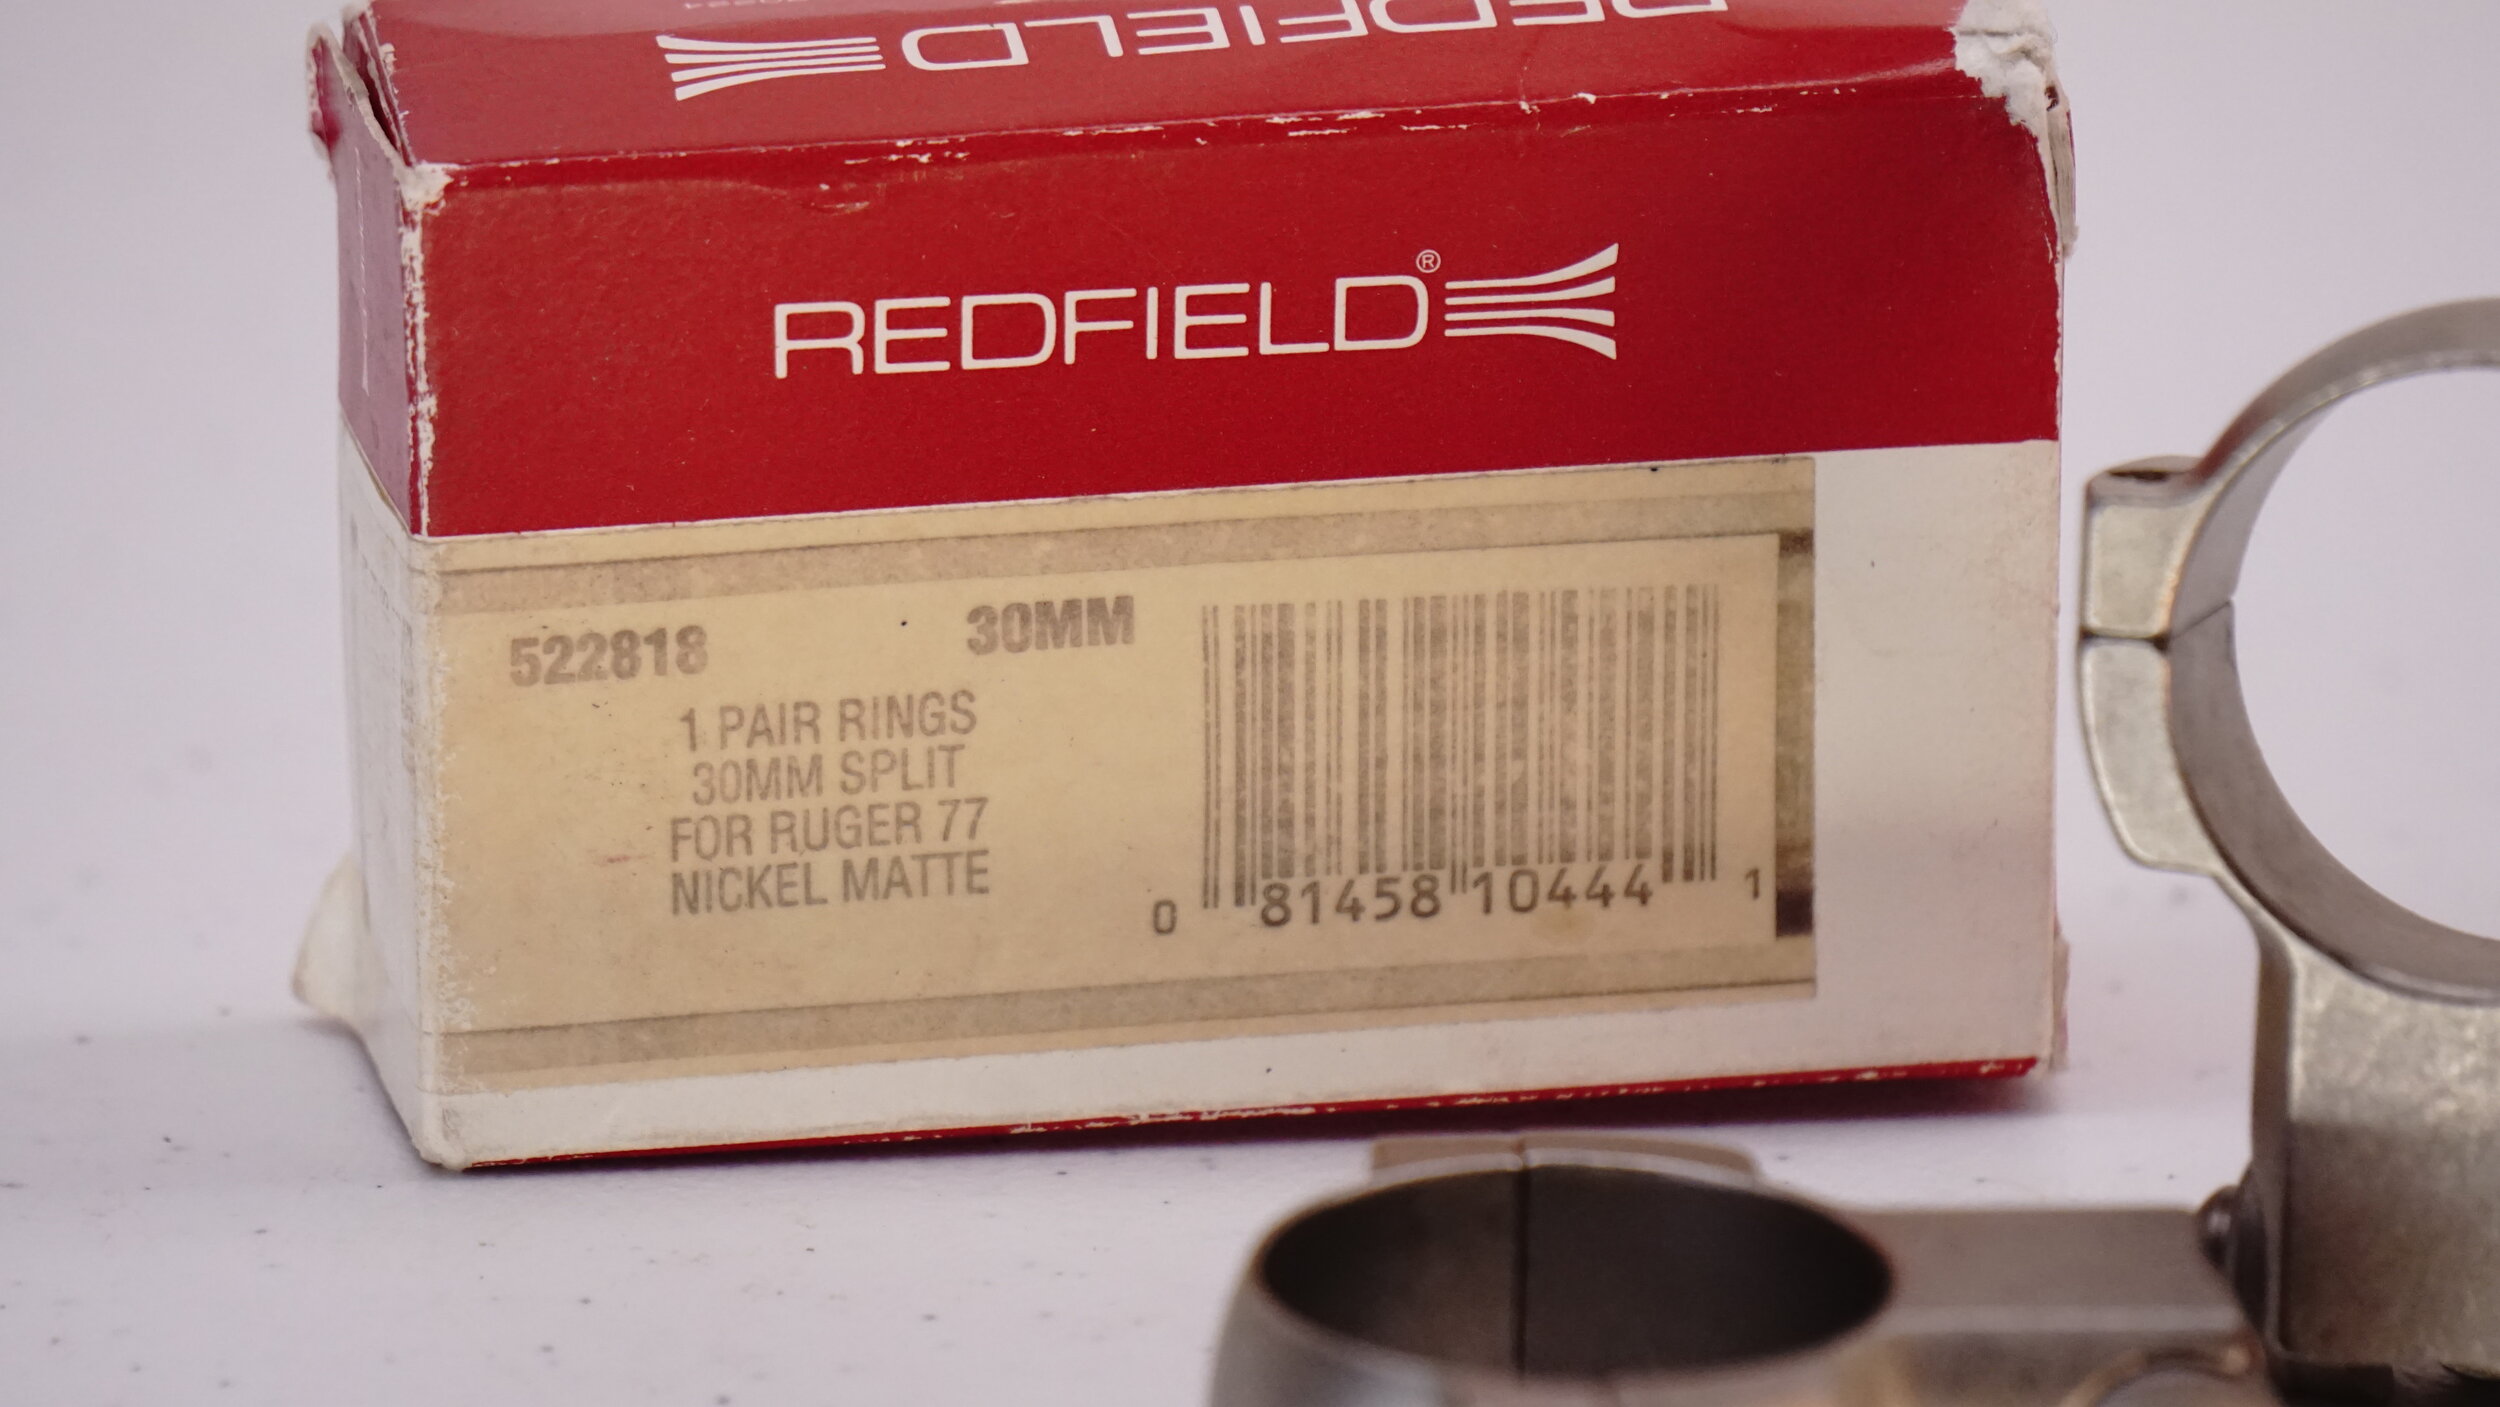 REDFIELD
REDFIELD®
522818 30MM
1 PAIR RINGS
30MM SPLIT
FOR RUGER 77
NICKEL MATTE
0 81458 10444 1